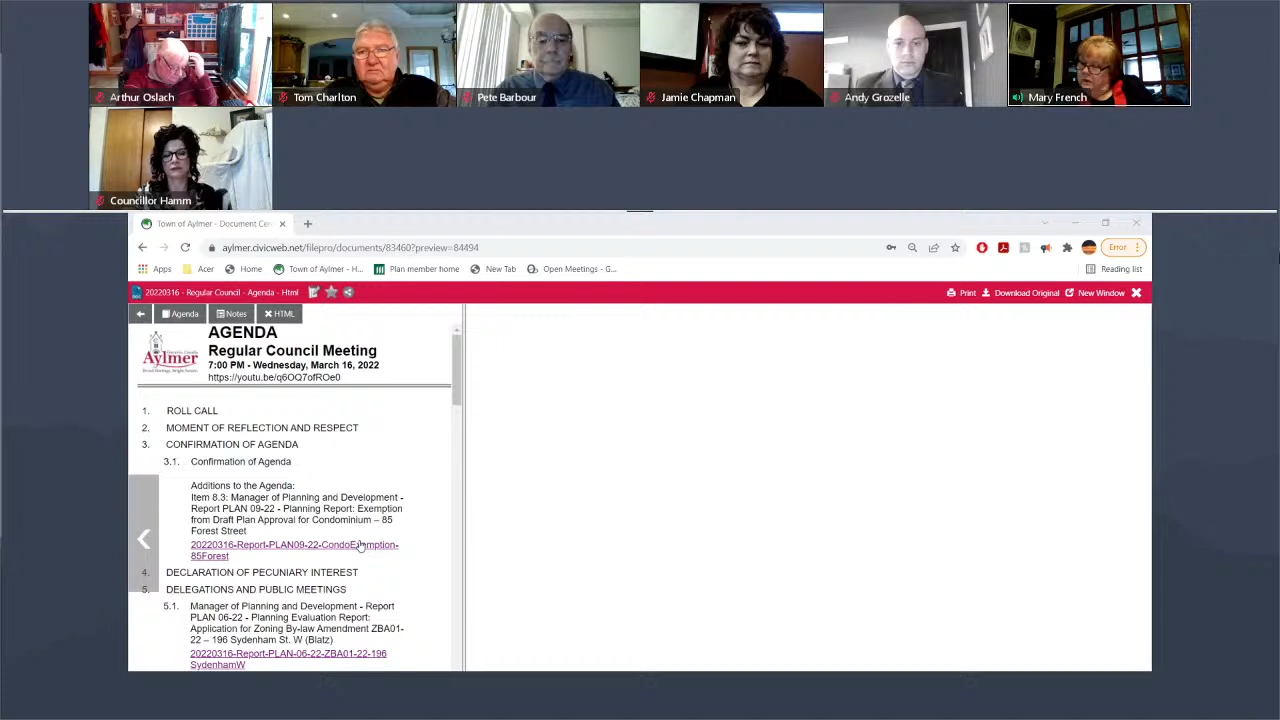 Arthur Oslach
Tom Charlton
Pete Barbour
Jamie Chapman
Andy Grozelle
Mary French
Councillor Hamm
Town of Aylmer - Document Cen
aylmer.civicweb.net/filepro/documents/83460?preview=84494
Error
Apps
Acer
Home
Town of Aylmer - H...
Plan member home
New Tab
Open Meetings - G...
Reading list
20220316 - Regular Council - Agenda - Html
Print
Download Original
New Window
Agenda
Notes
HTML
Aylmer
AGENDA
Regular Council Meeting
7:00 PM - Wednesday, March 16, 2022
https://youtu.be/q6OQ7ofROe0
1. ROLL CALL
2. MOMENT OF REFLECTION AND RESPECT
3. CONFIRMATION OF AGENDA
3.1. Confirmation of Agenda
Additions to the Agenda:
Item 8.3: Manager of Planning and Development -
Report PLAN 09-22 - Planning Report: Exemption
from Draft Plan Approval for Condominium – 85
Forest Street
20220316-Report-PLAN09-22-CondoExemption-
85Forest
4. DECLARATION OF PECUNIARY INTEREST
5. DELEGATIONS AND PUBLIC MEETINGS
5.1. Manager of Planning and Development - Report
PLAN 06-22 - Planning Evaluation Report:
Application for Zoning By-law Amendment ZBA01-
22 – 196 Sydenham St. W (Blatz)
20220316-Report-PLAN-06-22-ZBA01-22-196
SydenhamW